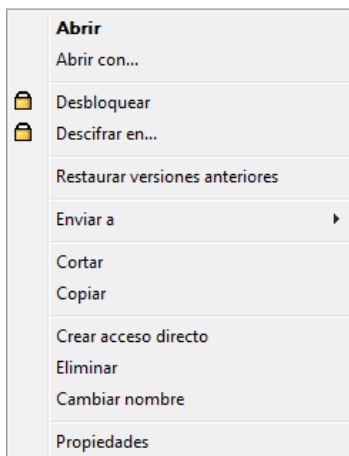 Abrir
Abrir con...
Desbloquear
Descifrar en...
Restaurar versiones anteriores
Enviar a
Cortar
Copiar
Crear acceso directo
Eliminar
Cambiar nombre
Propiedades